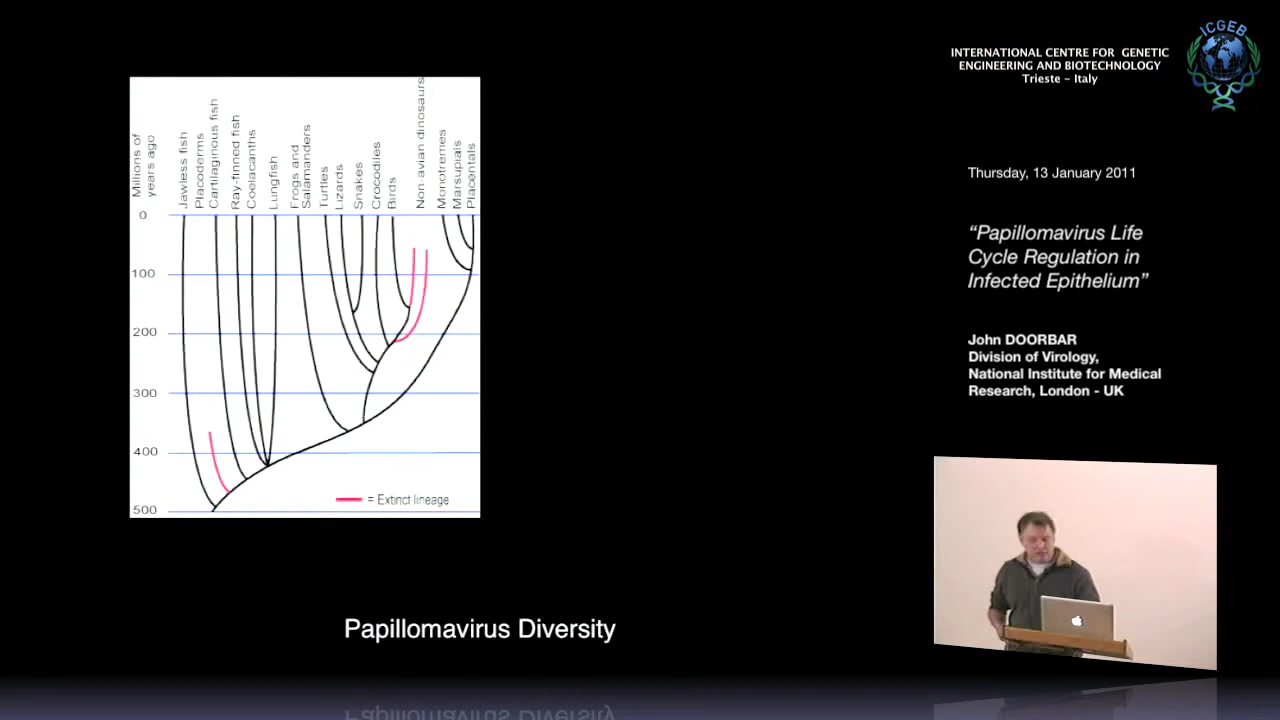 ICGEB
INTERNATIONAL CENTRE FOR GENETIC
ENGINEERING AND BIOTECHNOLOGY
Trieste - Italy
Thursday, 13 January 2011
“Papillomavirus Life
Cycle Regulation in
Infected Epithelium”
John DOORBAR
Division of Virology,
National Institute for Medical
Research, London - UK
Millions of
years ago
Jawless fish
Placoderms
Cartilaginous fish
Ray-finned fish
Coelacanths
Lungfish
Frogs and
Salamanders
Turtles
Lizards
Snakes
Crocodiles
Birds
Non-avian dinosaurs
Monotremes
Marsupials
Placentals
0
100
200
300
400
500
= Extinct lineage
Papillomavirus Diversity